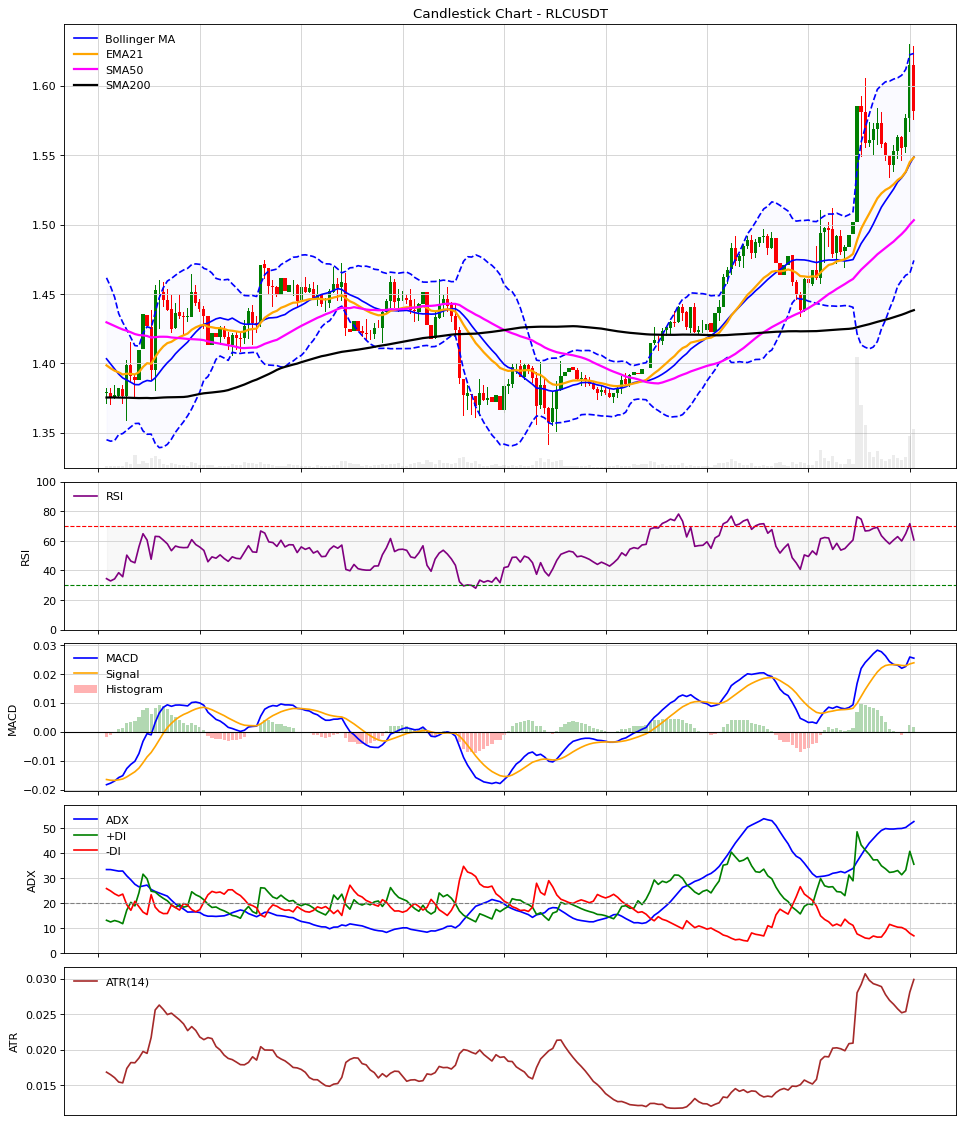 Candlestick Chart - RLCUSDT
Bollinger MA
EMA21
SMA50
SMA200
1.60
1.55
1.50
1.45
1.40
1.35
RSI
100
80
60
40
20
0
RSI
MACD
Signal
Histogram
0.03
0.02
0.01
0.00
−0.01
−0.02
MACD
ADX
+DI
-DI
50
40
30
20
10
0
ADX
ATR(14)
0.030
0.025
0.020
0.015
ATR